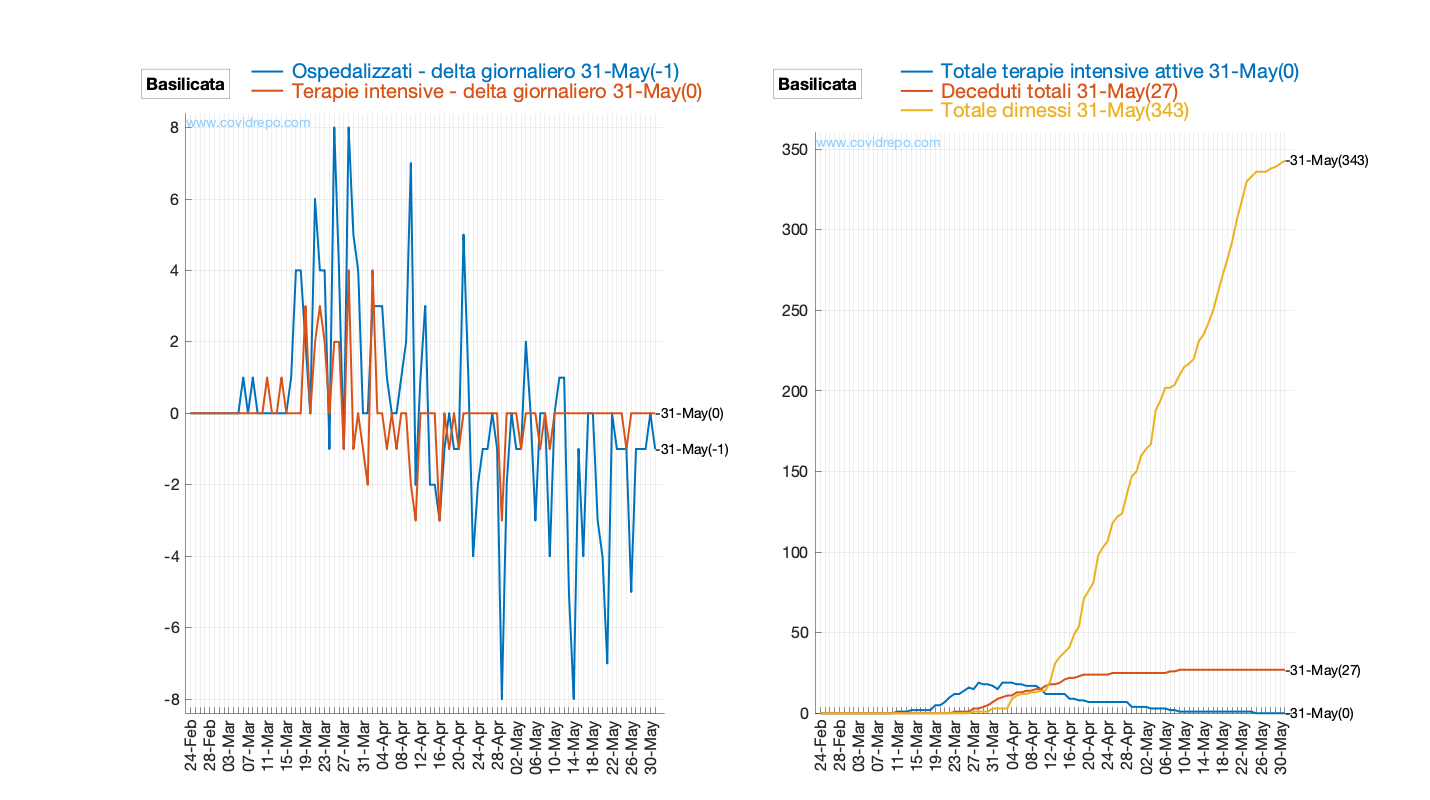 Basilicata
Ospedalizzati - delta giornaliero 31-May(-1)
Terapie intensive - delta giornaliero 31-May(0)
www.covidrepo.com
8
6
4
2
0
-2
-4
-6
-8
-31-May(0)
-31-May(-1)
24-Feb
28-Feb
03-Mar
07-Mar
11-Mar
15-Mar
19-Mar
23-Mar
27-Mar
31-Mar
04-Apr
08-Apr
12-Apr
16-Apr
20-Apr
24-Apr
28-Apr
02-May
06-May
10-May
14-May
18-May
22-May
26-May
30-May
Basilicata
Totale terapie intensive attive 31-May(0)
Deceduti totali 31-May(27)
Totale dimessi 31-May(343)
www.covidrepo.com
350
300
250
200
150
100
50
0
-31-May(343)
-31-May(27)
-31-May(0)
24-Feb
28-Feb
03-Mar
07-Mar
11-Mar
15-Mar
19-Mar
23-Mar
27-Mar
31-Mar
04-Apr
08-Apr
12-Apr
16-Apr
20-Apr
24-Apr
28-Apr
02-May
06-May
10-May
14-May
18-May
22-May
26-May
30-May